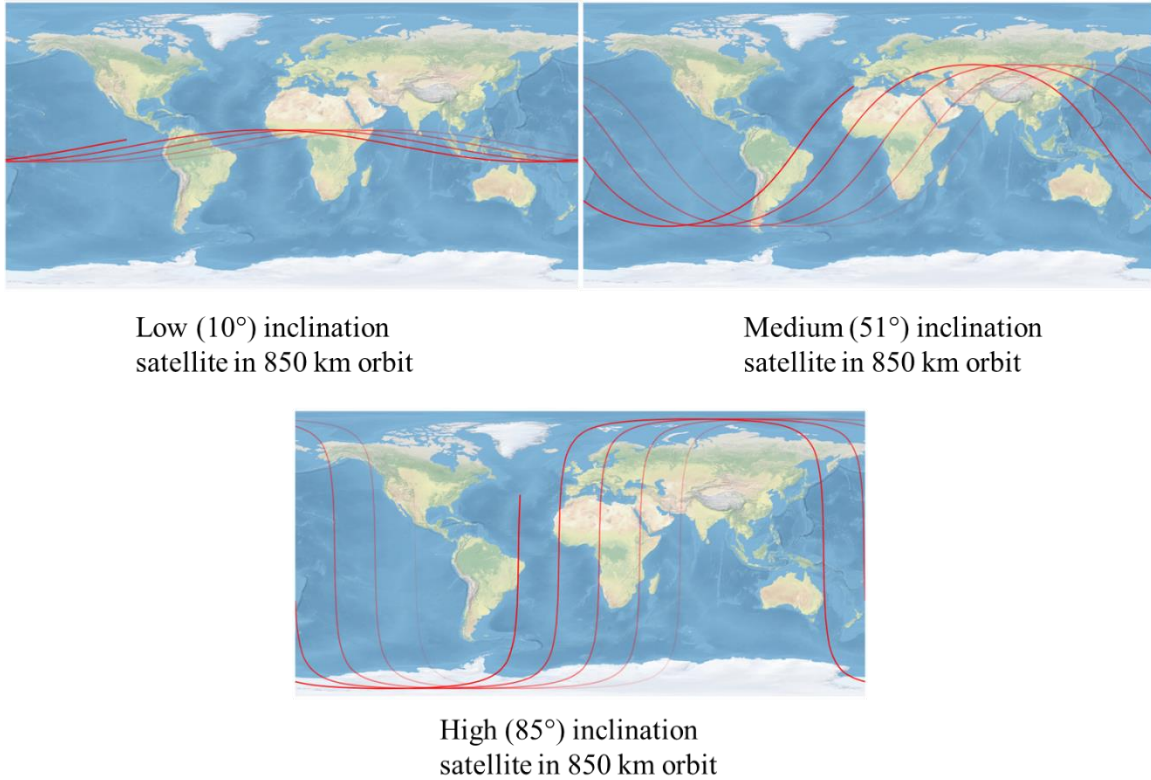 Low (10°) inclination
satellite in 850 km orbit
Medium (51°) inclination
satellite in 850 km orbit
High (85°) inclination
satellite in 850 km orbit